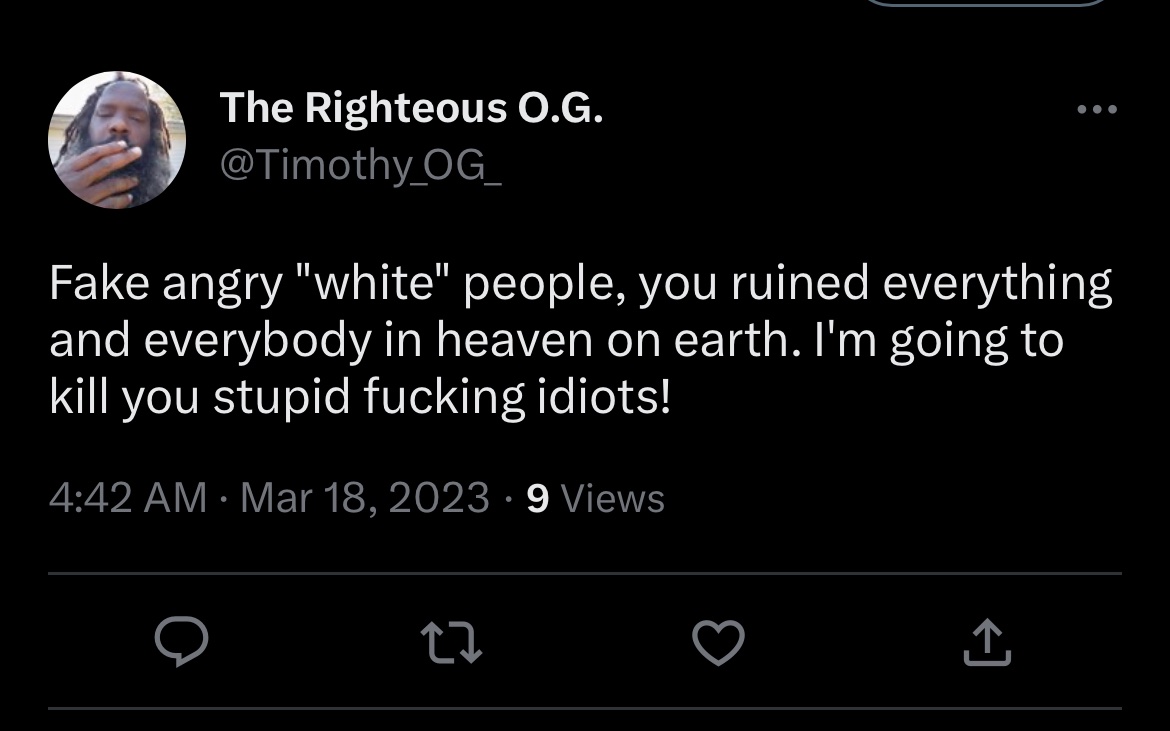 The Righteous O.G.
@Timothy_OG_
Fake angry "white" people, you ruined everything
and everybody in heaven on earth. I'm going to
kill you stupid fucking idiots!
4:42 AM · Mar 18, 2023 · 9 Views